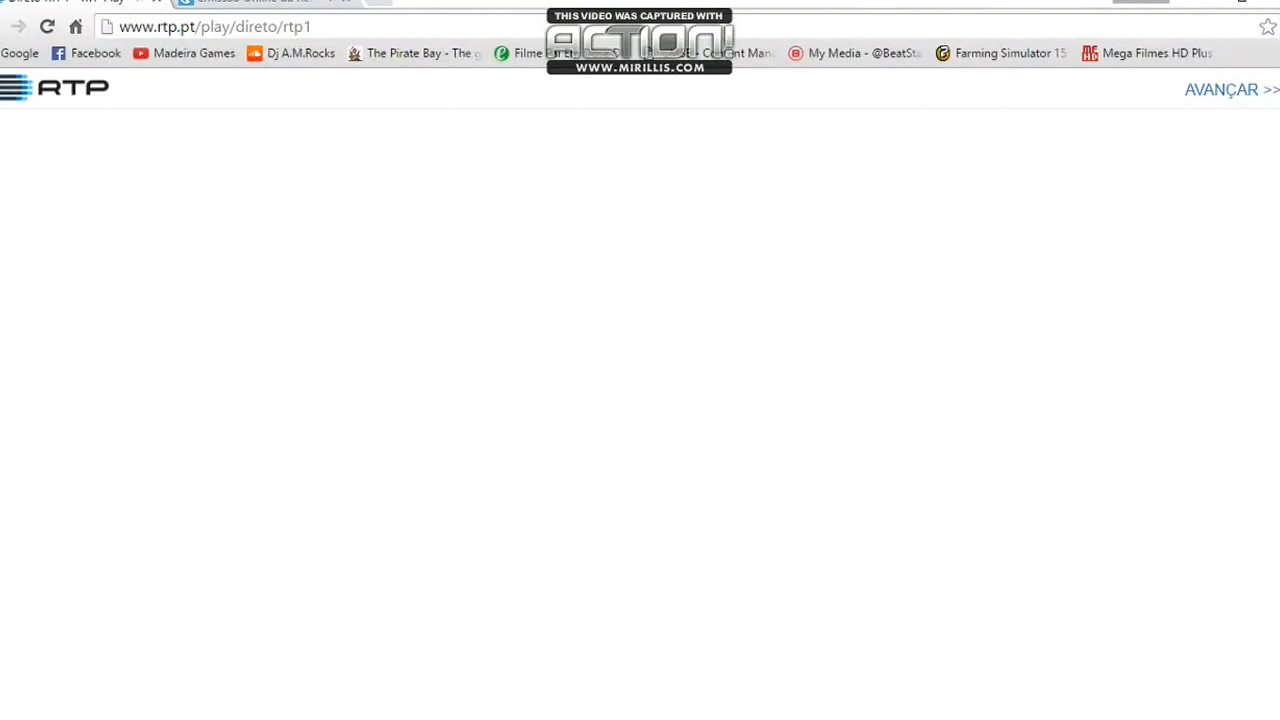 THIS VIDEO WAS CAPTURED WITH
ACTION!
WWW.MIRILLIS.COM
www.rtp.pt/play/direto/rtp1
Google Facebook Madeira Games Dj A.M.Rocks The Pirate Bay - The g Filme My Media - @BeatSta Farming Simulator 15 Mega Filmes HD Plus
RTP AVANÇAR >>